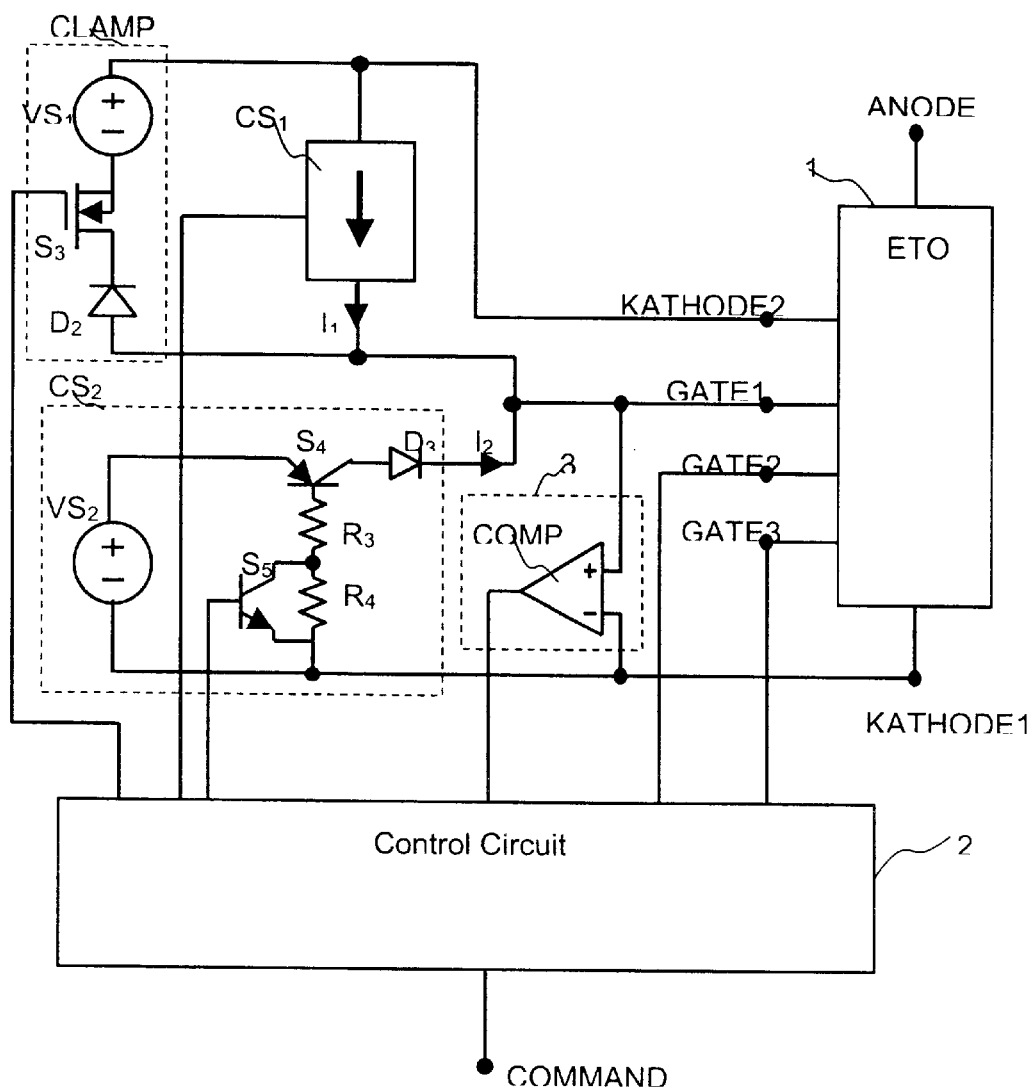 CLAMP
VS1
+
−
CS1
ANODE
1
ETO
S3
KATHODE2
I1
D2
CS2
GATE1
S4
D3
I2
GATE2
3
VS2
+
−
R3
COMP
GATE3
S5
R4
+
−
KATHODE1
Control Circuit
2
COMMAND